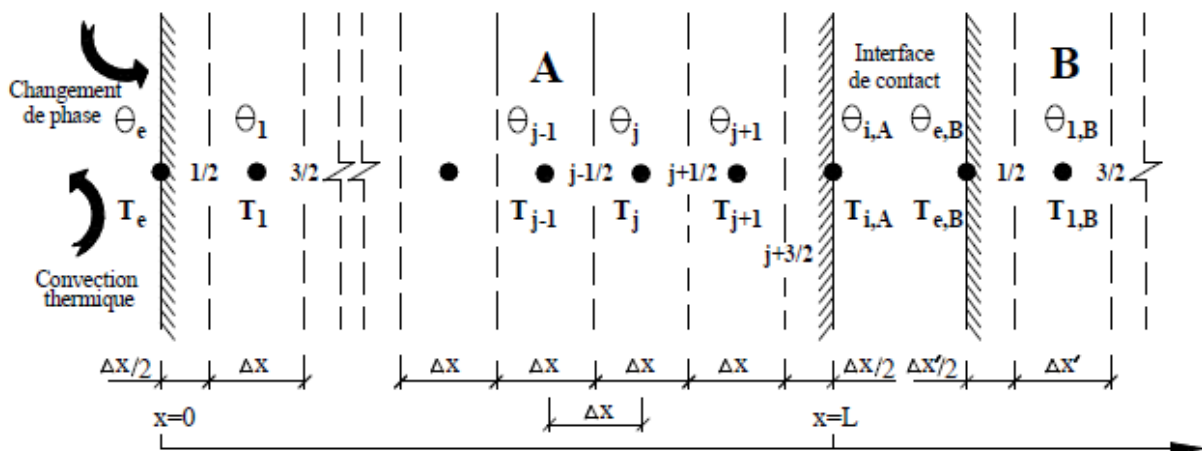 A
Interface
de contact
B
Changement
de phase
θe
θ1
θj-1
θj
θj+1
θi,A
θe,B
θ1,B
1/2
3/2
j-1/2
j+1/2
1/2
3/2
Te
T1
Tj-1
Tj
Tj+1
Ti,A
Te,B
T1,B
j+3/2
Convection
thermique
Δx/2
Δx
Δx
Δx
Δx
Δx
Δx/2
Δx'/2
Δx'
x=0
Δx
x=L